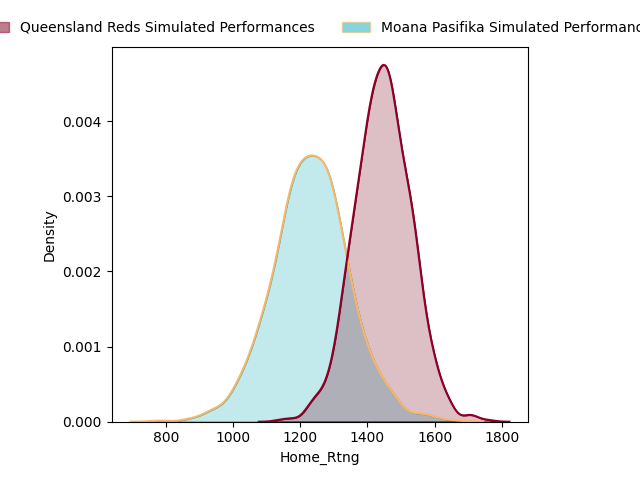 Queensland Reds Simulated Performances Moana Pasifika Simulated
0.004
0.003
0.002
0.001
0.000
Density
800 1000 1200 1400 1600 1800
Home_Rtng